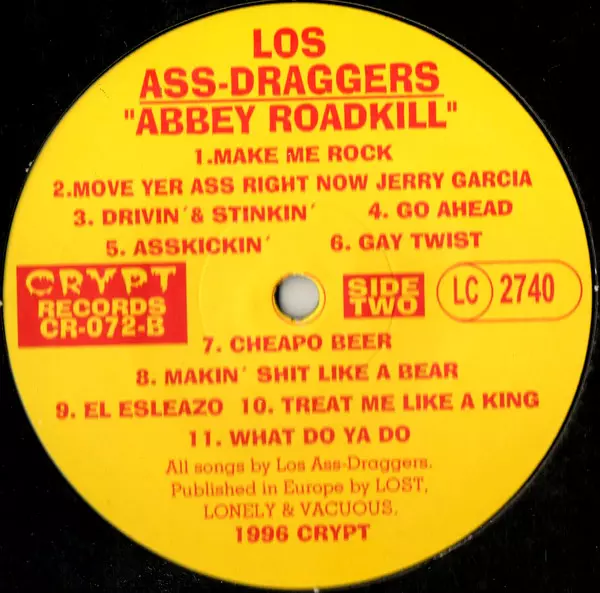 LOS
ASS-DRAGGERS
"ABBEY ROADKILL"
1.MAKE ME ROCK
2.MOVE YER ASS RIGHT NOW JERRY GARCIA
3. DRIVIN´& STINKIN´ 4. GO AHEAD
5. ASSKICKIN´ 6. GAY TWIST
CRYPT
RECORDS
CR-072-B
SIDE
TWO
LC 2740
7. CHEAPO BEER
8. MAKIN´ SHIT LIKE A BEAR
9. EL ESLEAZO 10. TREAT ME LIKE A KING
11. WHAT DO YA DO
All songs by Los Ass-Draggers.
Published in Europe by LOST,
LONELY & VACUOUS.
1996 CRYPT